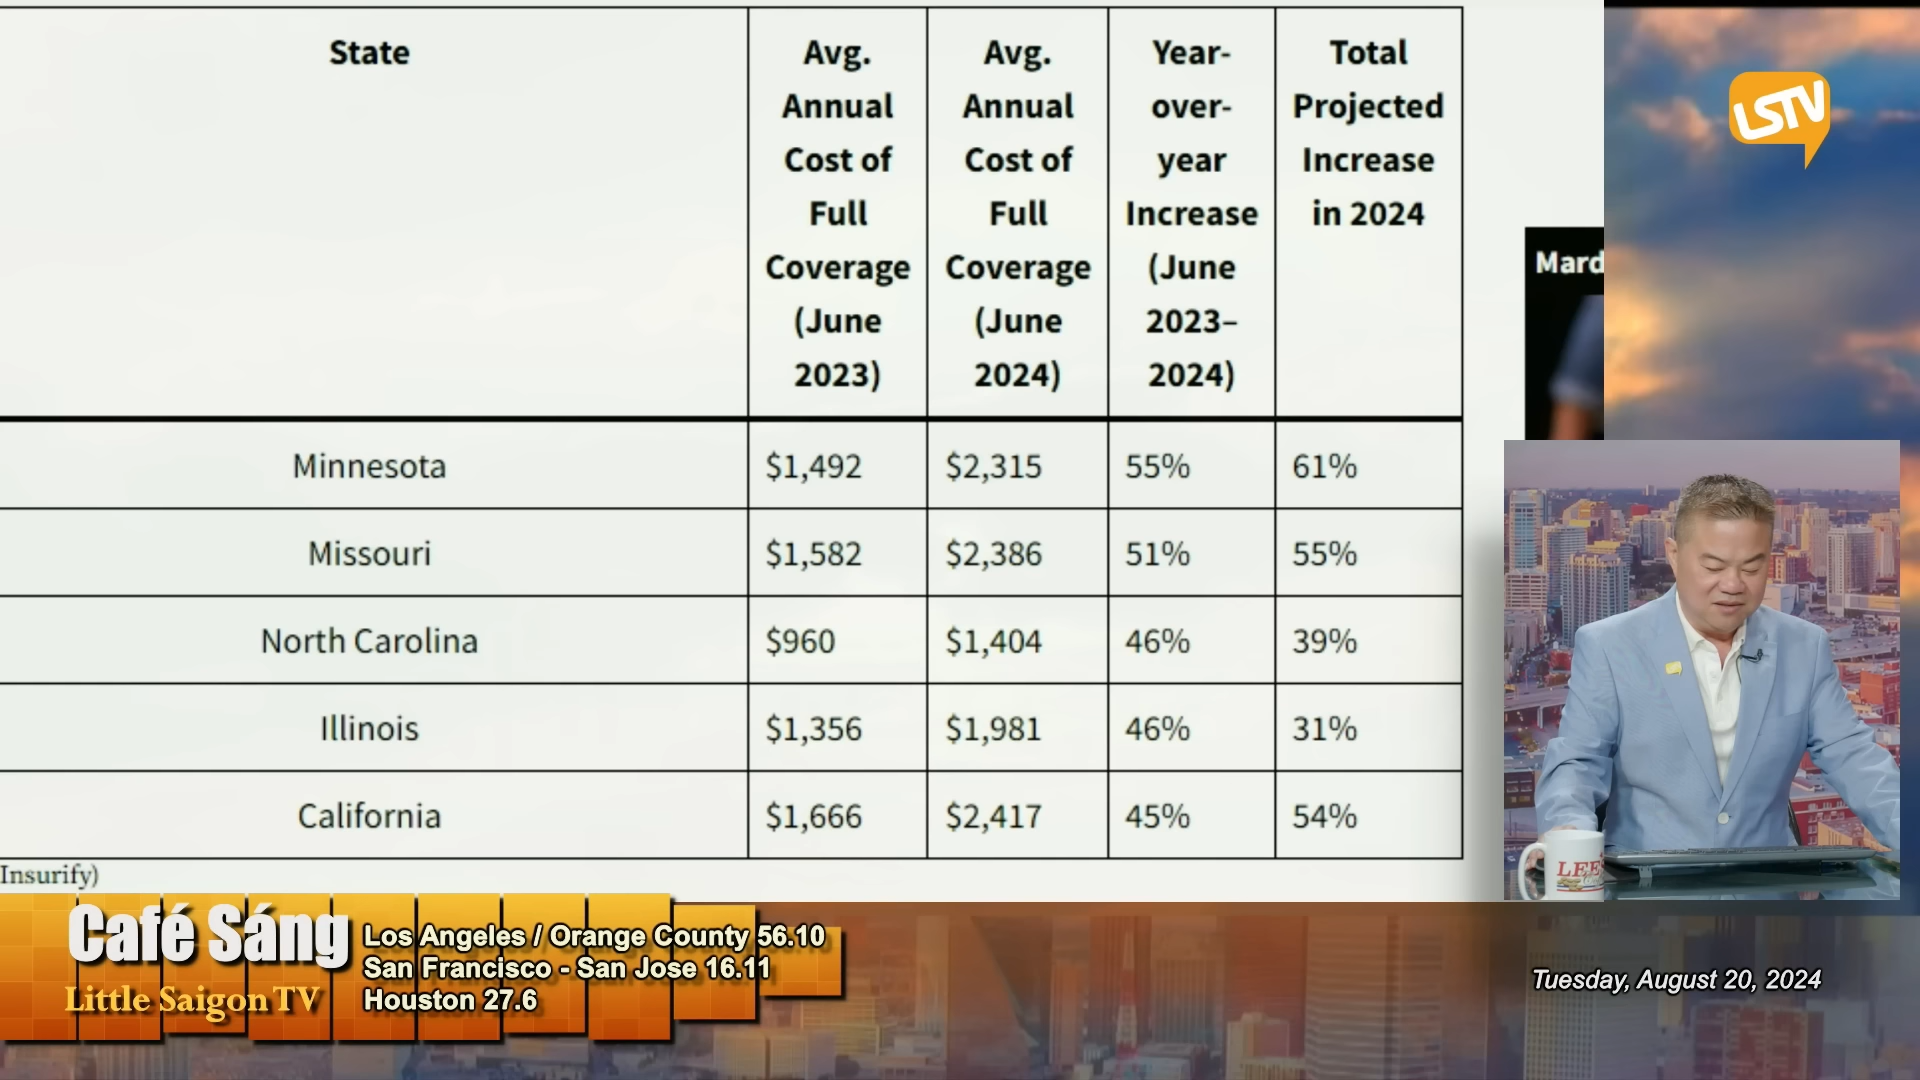 State
Avg. Annual Cost of Full Coverage (June 2023)
Avg. Annual Cost of Full Coverage (June 2024)
Year-over-year Increase (June 2023–2024)
Total Projected Increase in 2024
Minnesota $1,492 $2,315 55% 61%
Missouri $1,582 $2,386 51% 55%
North Carolina $960 $1,404 46% 39%
Illinois $1,356 $1,981 46% 31%
California $1,666 $2,417 45% 54%
Insurify)
LSTV
Mard
LEE'S
Café Sáng
Little Saigon TV
Los Angeles / Orange County 56.10
San Francisco - San Jose 16.11
Houston 27.6
Tuesday, August 20, 2024